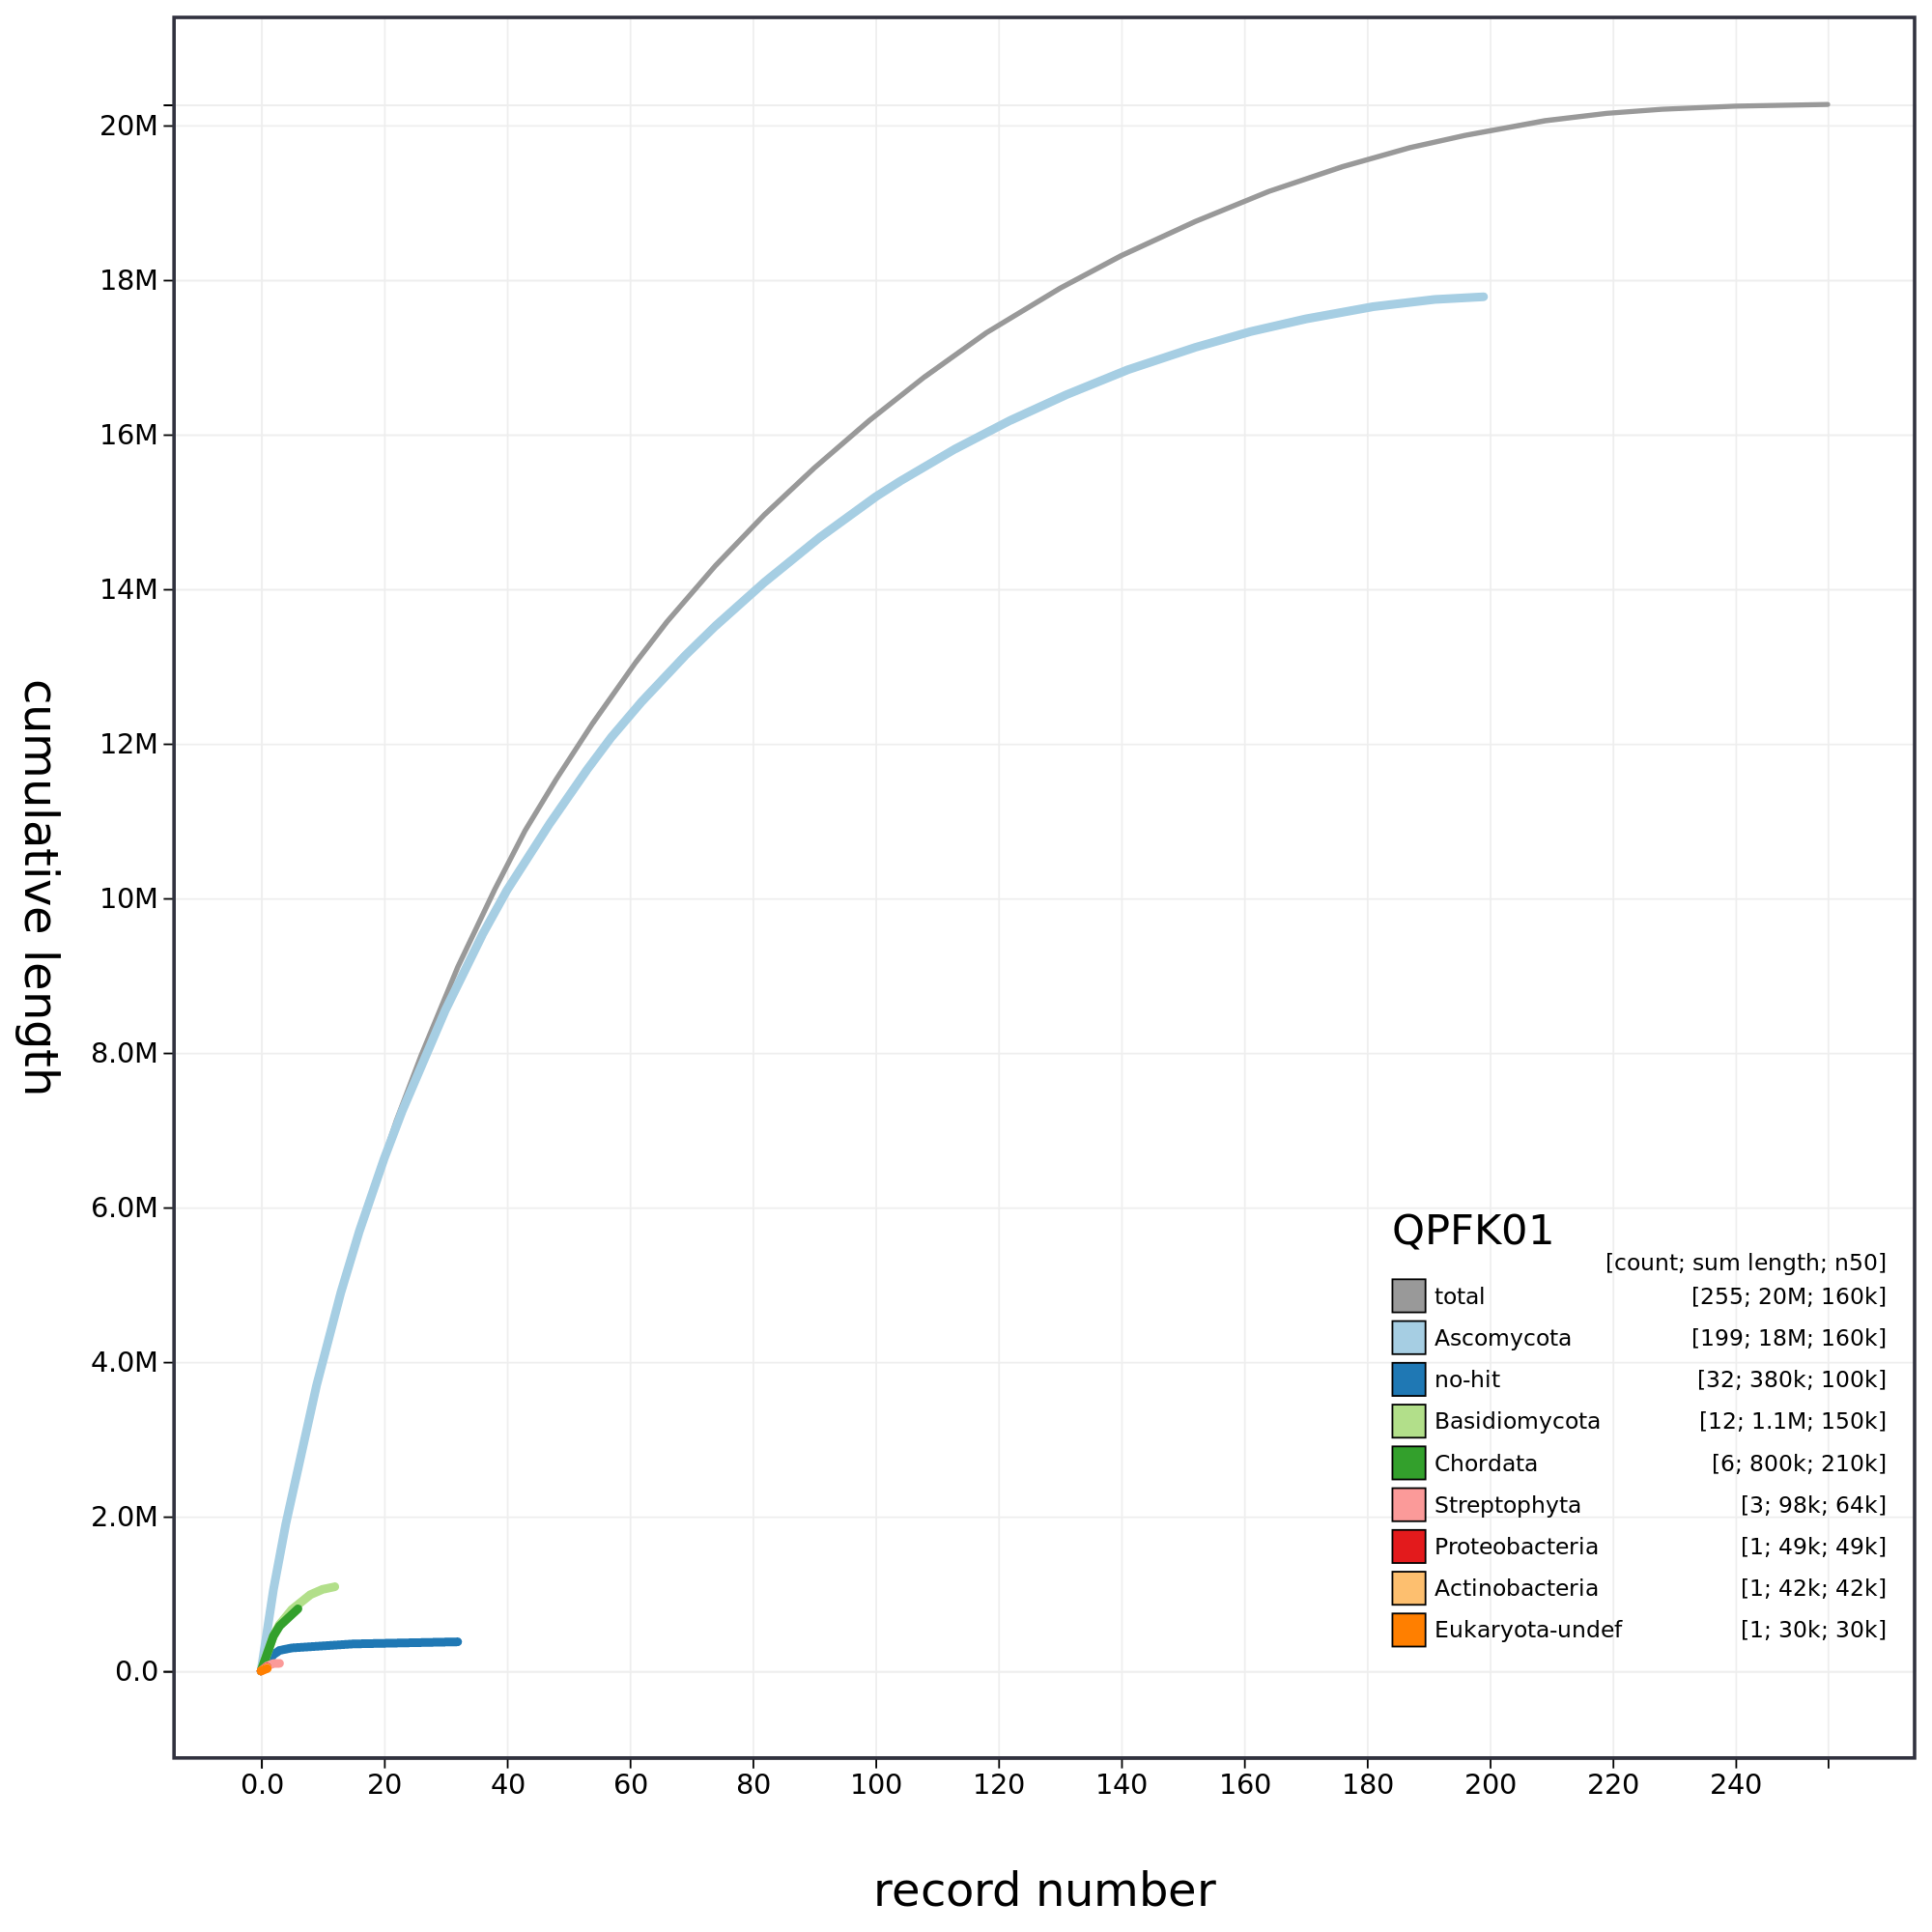 20M
18M
16M
14M
12M
10M
8.0M
6.0M
4.0M
2.0M
0.0
cumulative length
0.0 20 40 60 80 100 120 140 160 180 200 220 240
record number
QPFK01
[count; sum length; n50]
total [255; 20M; 160k]
Ascomycota [199; 18M; 160k]
no-hit [32; 380k; 100k]
Basidiomycota [12; 1.1M; 150k]
Chordata [6; 800k; 210k]
Streptophyta [3; 98k; 64k]
Proteobacteria [1; 49k; 49k]
Actinobacteria [1; 42k; 42k]
Eukaryota-undef [1; 30k; 30k]